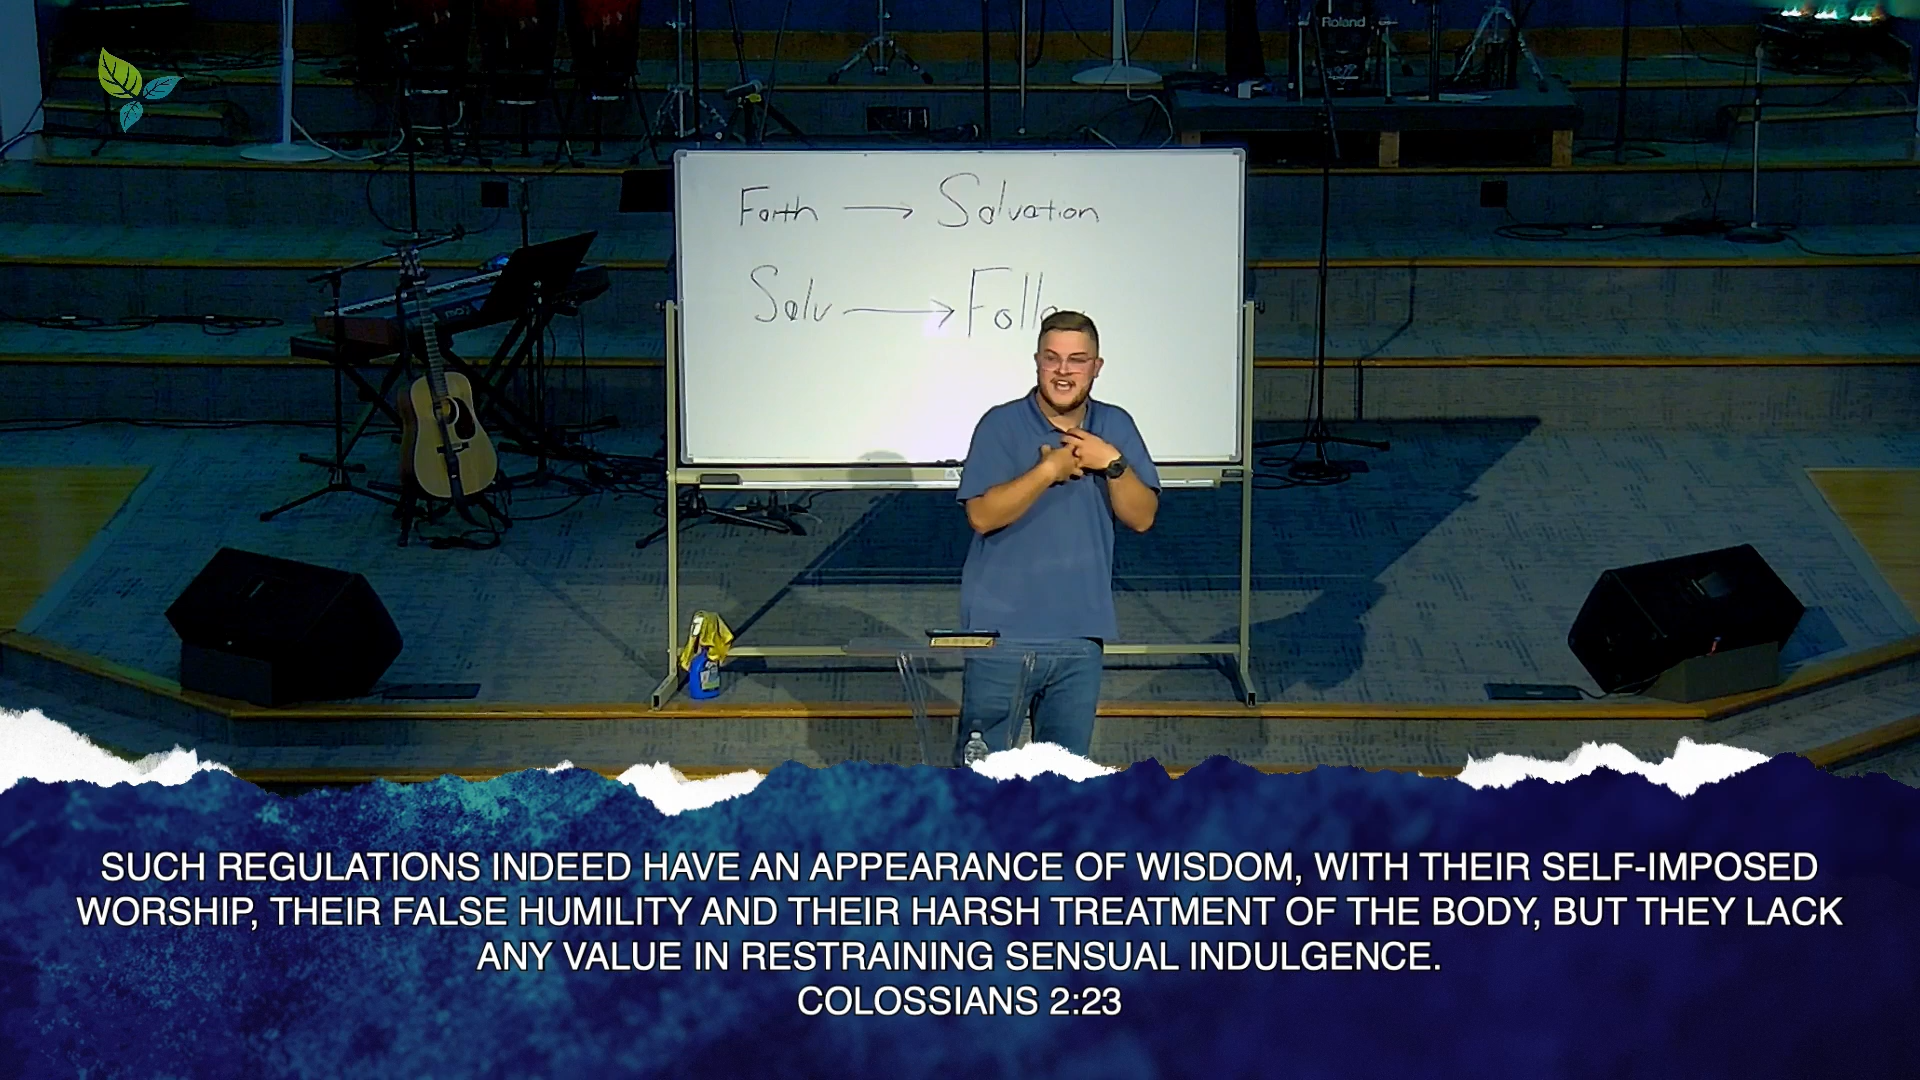 Roland
Faith → Salvation
Salv → Follo
SUCH REGULATIONS INDEED HAVE AN APPEARANCE OF WISDOM, WITH THEIR SELF-IMPOSED
WORSHIP, THEIR FALSE HUMILITY AND THEIR HARSH TREATMENT OF THE BODY, BUT THEY LACK
ANY VALUE IN RESTRAINING SENSUAL INDULGENCE.
COLOSSIANS 2:23